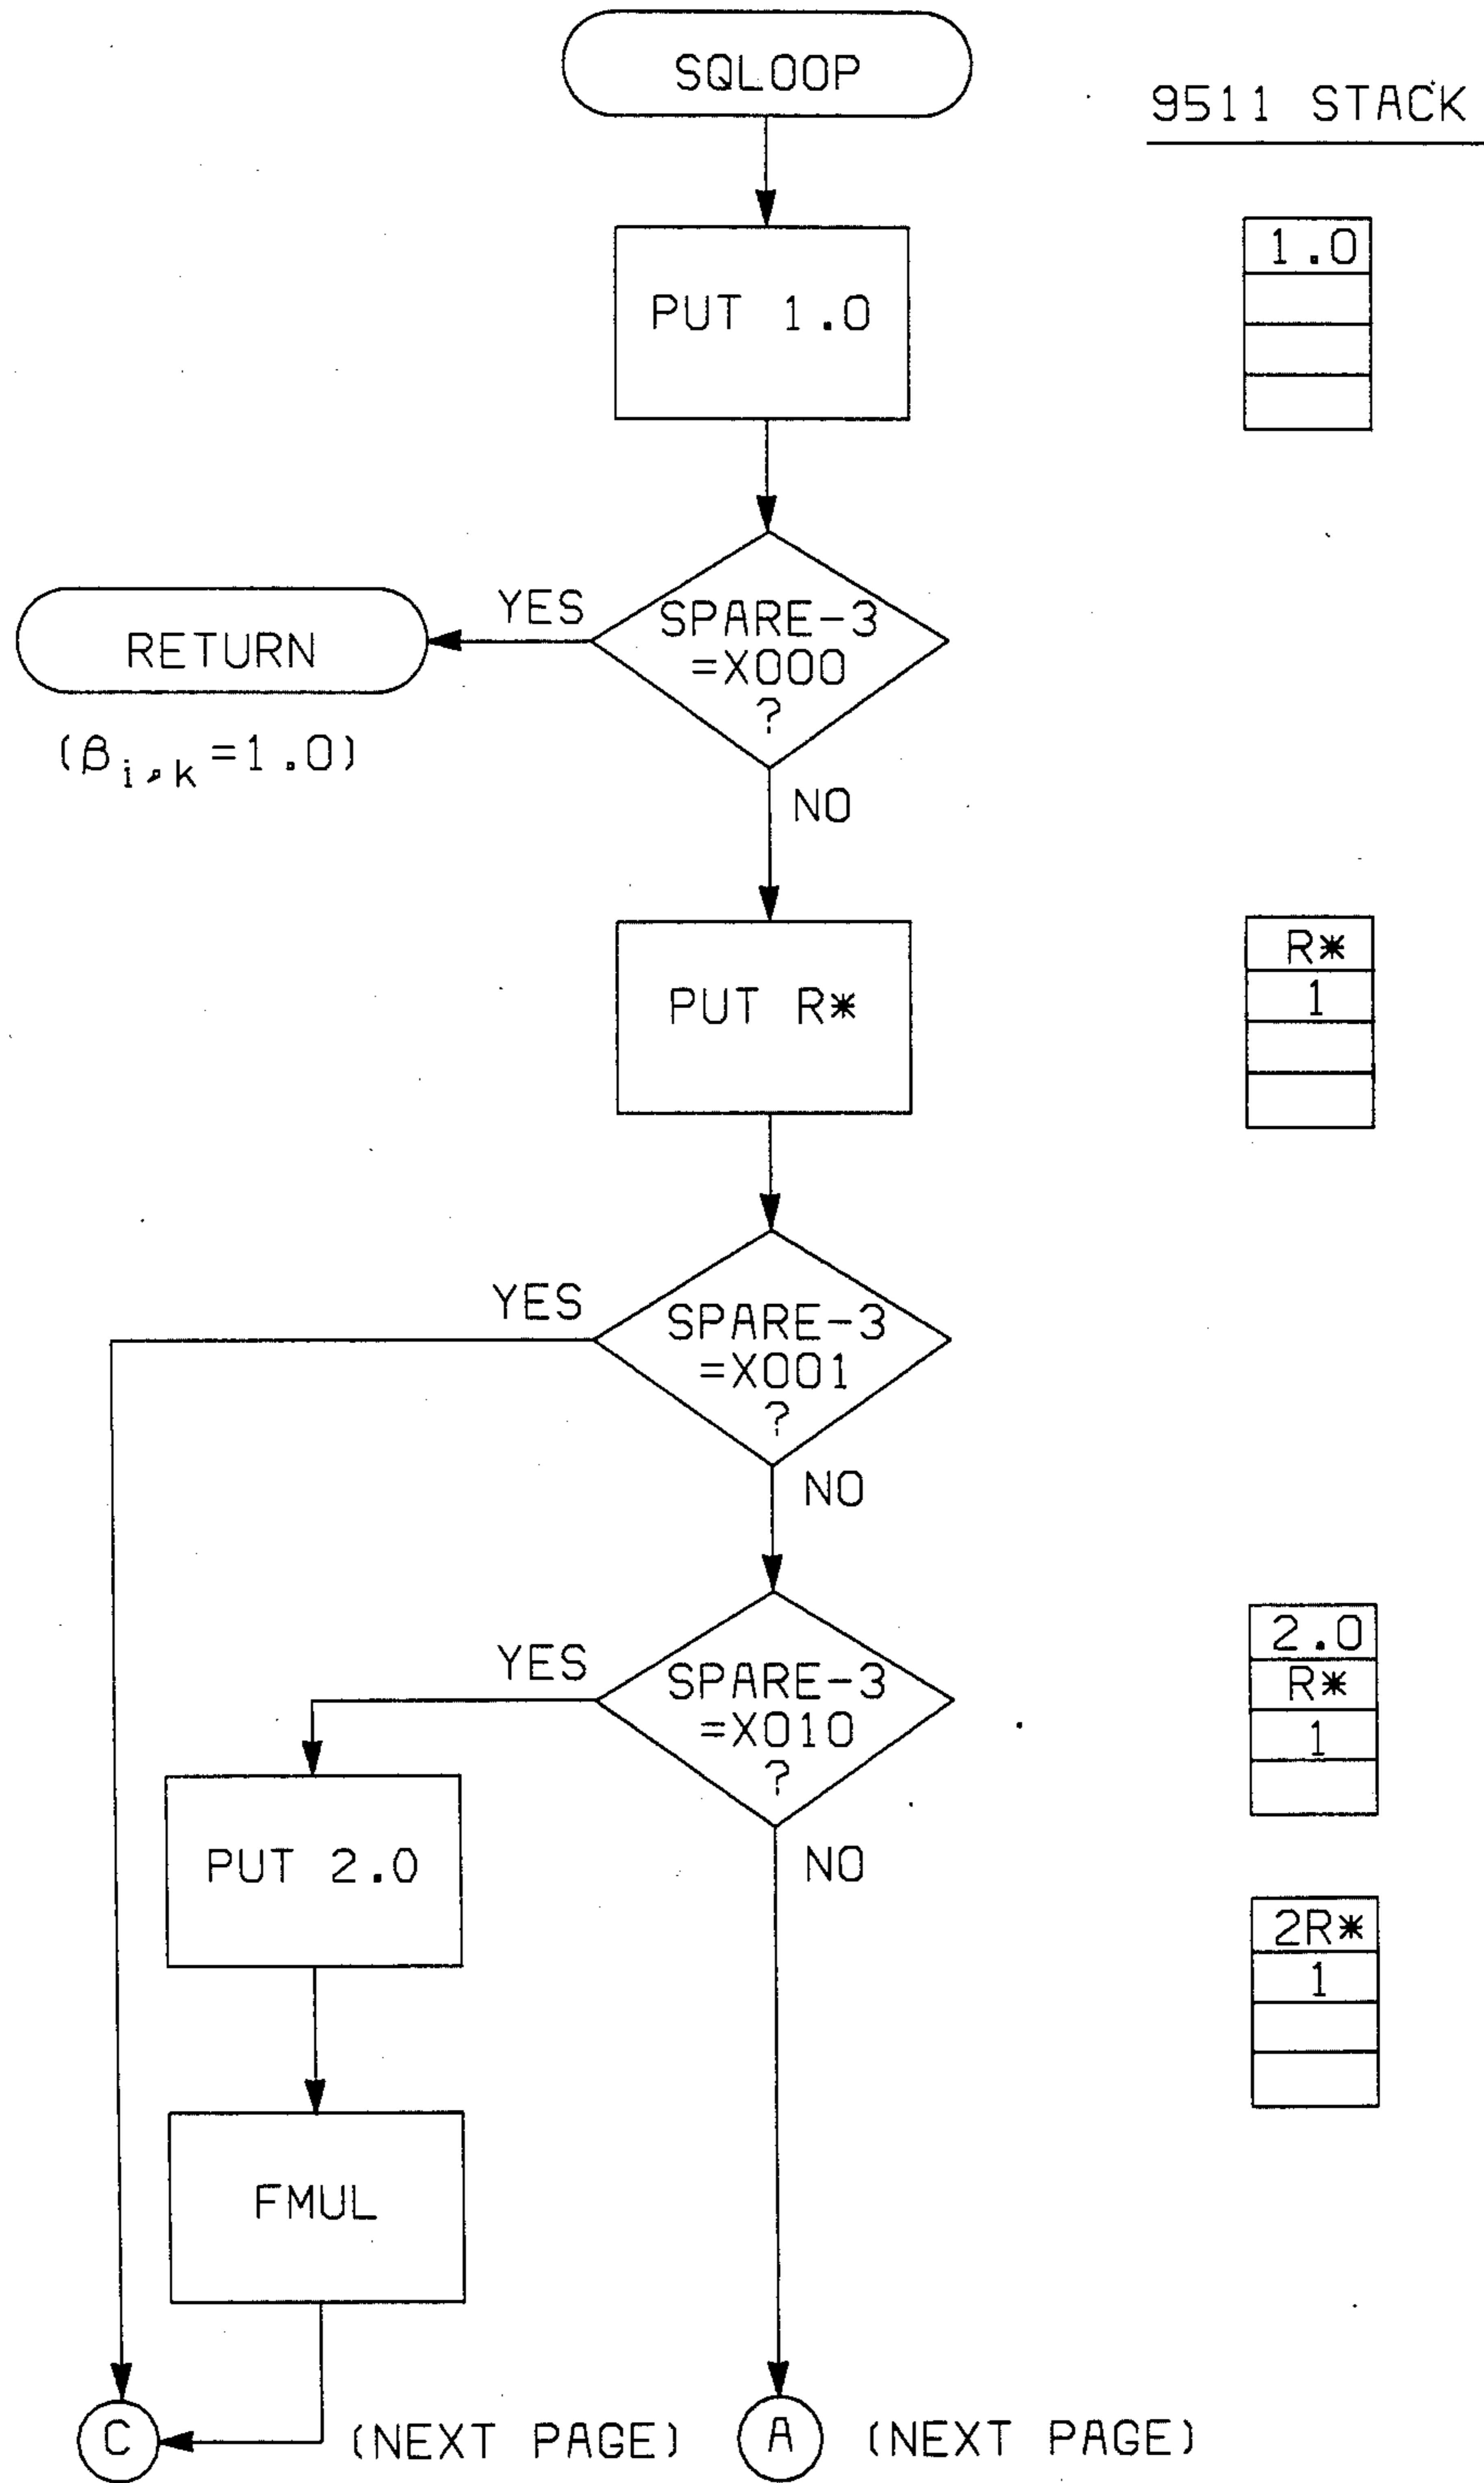 SQLOOP
9511 STACK
PUT 1.0
1.0
SPARE-3
=X000
?
YES
RETURN
(βi,k=1.0)
NO
PUT R*
R*
1
YES
SPARE-3
=X001
?
NO
YES
SPARE-3
=X010
?
2.0
R*
1
PUT 2.0
NO
2R*
1
FMUL
C
(NEXT PAGE)
A
(NEXT PAGE)